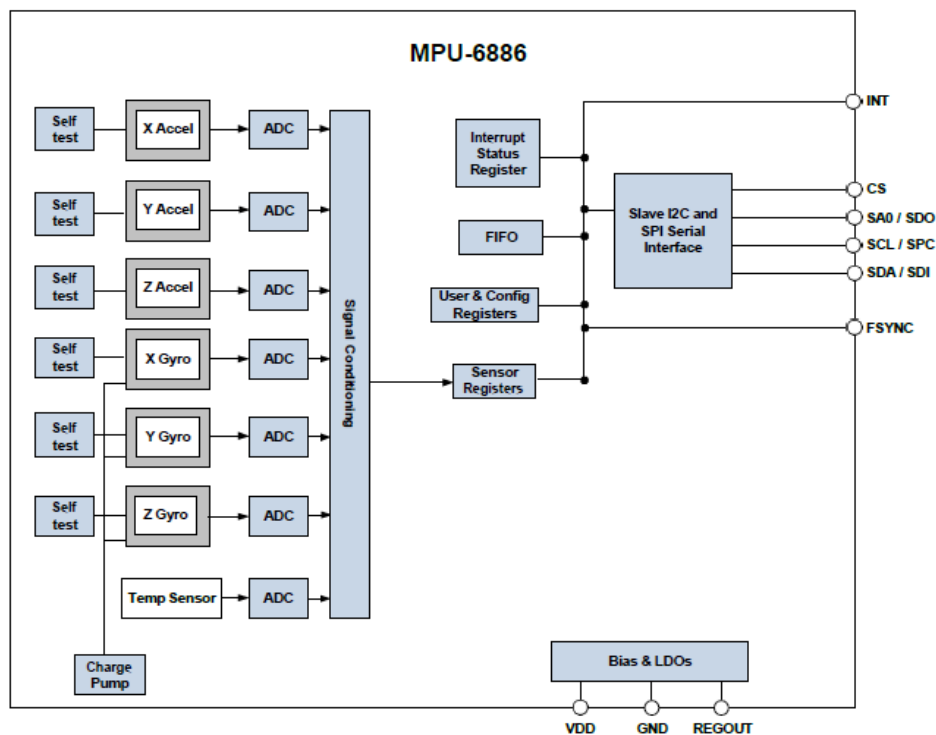 MPU-6886
Self
test
X Accel
ADC
Self
test
Y Accel
ADC
Self
test
Z Accel
ADC
Self
test
X Gyro
ADC
Self
test
Y Gyro
ADC
Self
test
Z Gyro
ADC
Temp Sensor
ADC
Charge
Pump
Signal Conditioning
Interrupt
Status
Register
FIFO
User & Config
Registers
Sensor
Registers
Slave I2C and
SPI Serial
Interface
INT
CS
SA0 / SDO
SCL / SPC
SDA / SDI
FSYNC
Bias & LDOs
VDD
GND
REGOUT